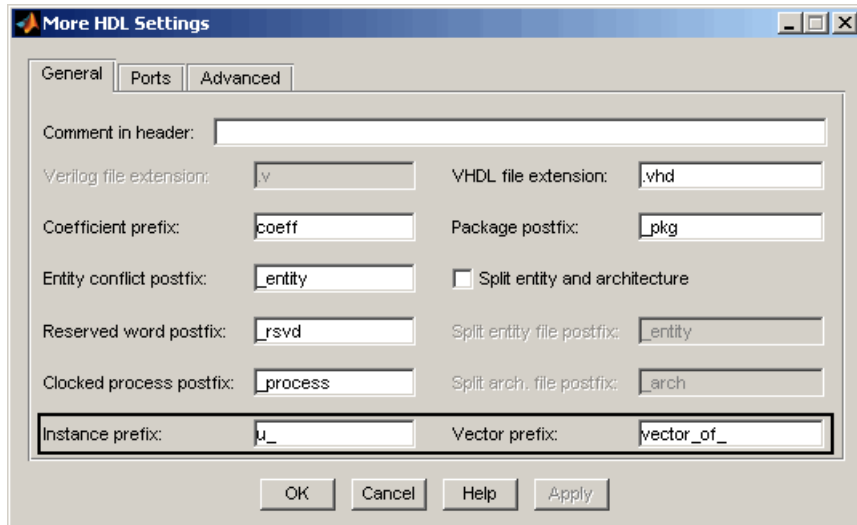 More HDL Settings
General Ports Advanced
Comment in header:
Verilog file extension: .v VHDL file extension: .vhd
Coefficient prefix: coeff Package postfix: _pkg
Entity conflict postfix: _entity Split entity and architecture
Reserved word postfix: _rsvd Split entity file postfix: _entity
Clocked process postfix: _process Split arch. file postfix: _arch
Instance prefix: u_ Vector prefix: vector_of_
OK Cancel Help Apply